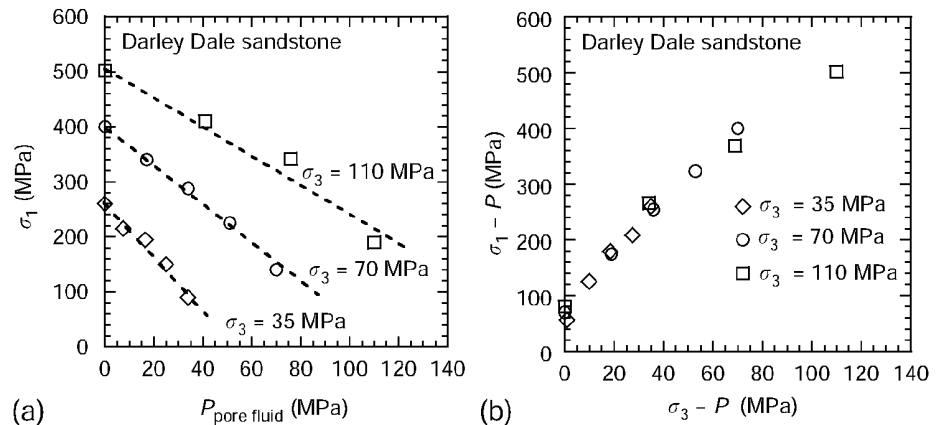 (a)
Darley Dale sandstone
600
500
400
300
200
100
0
σ1 (MPa)
σ3 = 110 MPa
σ3 = 70 MPa
σ3 = 35 MPa
0 20 40 60 80 100 120 140
Ppore fluid (MPa)
(b)
Darley Dale sandstone
600
500
400
300
200
100
0
σ1 – P (MPa)
σ3 = 35 MPa
σ3 = 70 MPa
σ3 = 110 MPa
0 20 40 60 80 100 120 140
σ3 – P (MPa)